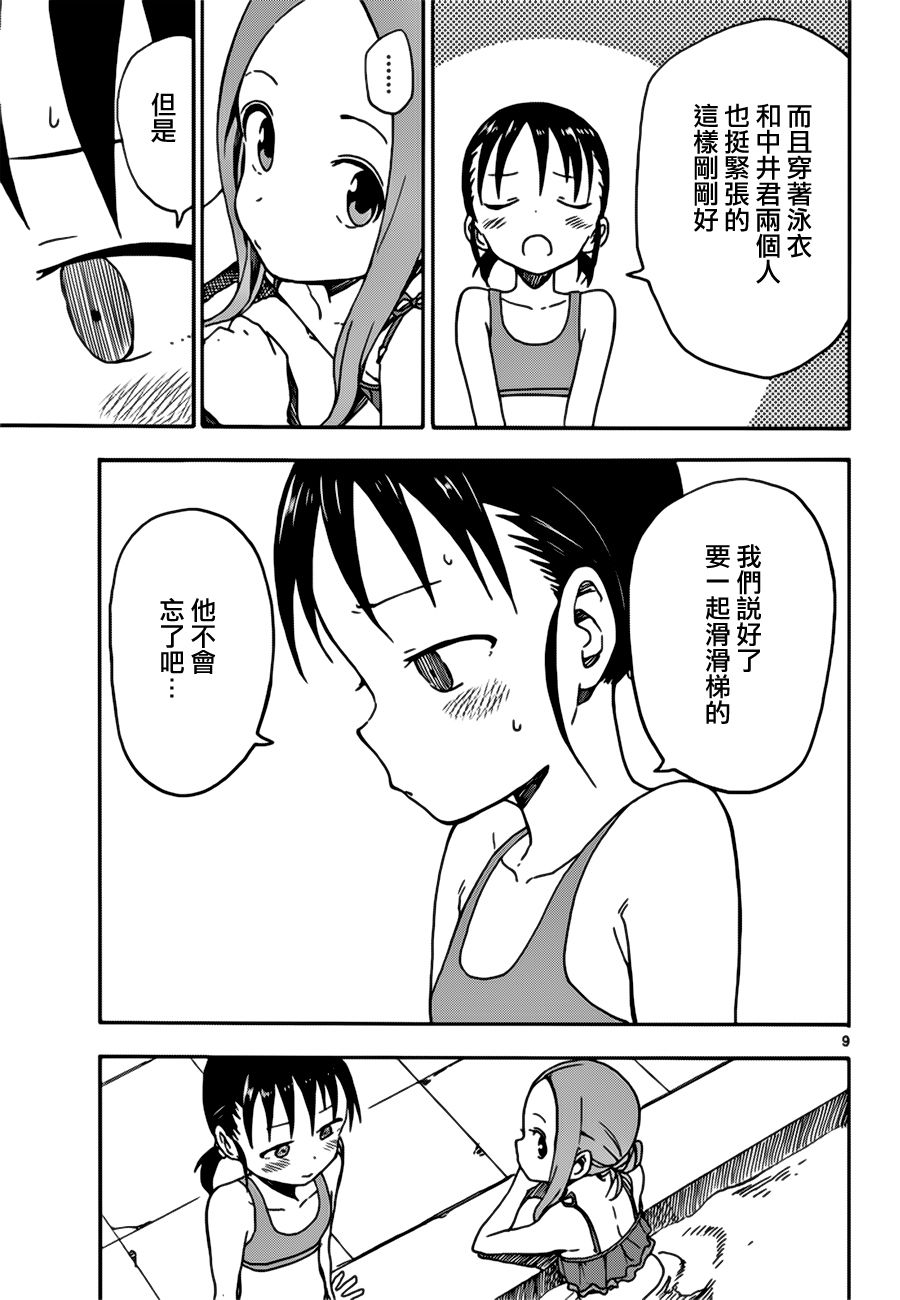 而且穿著泳衣
和中井君兩個人
也挺緊張的
這樣剛剛好
……
但是
我們説好了
要一起滑滑梯的
他不會
忘了吧…
9